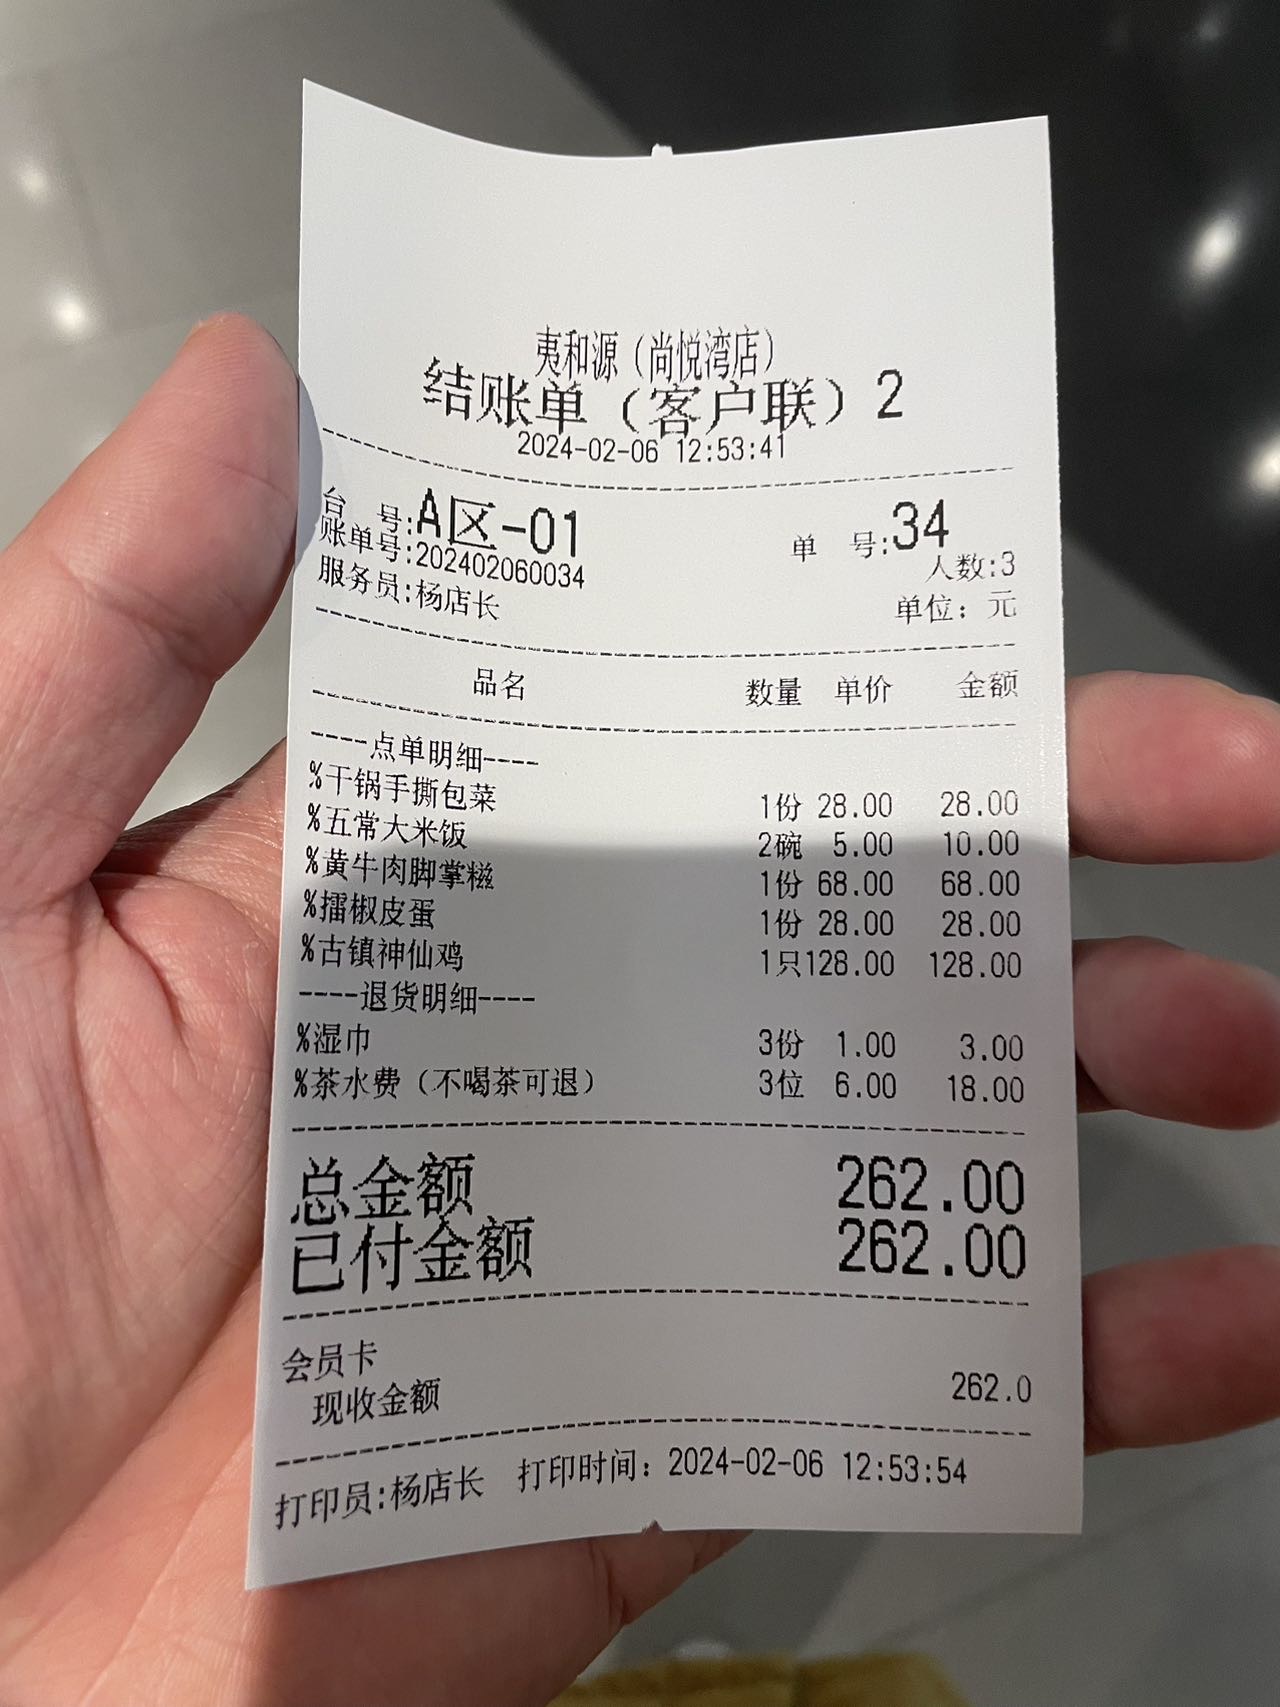 夷和源（尚悦湾店）
结账单（客户联）2
2024-02-06 12:53:41
台 号:A区-01 单 号:34
账单号:202402060034 人数:3
服务员:杨店长 单位：元
品名 数量 单价 金额
----点单明细----
%干锅手撕包菜 1份 28.00 28.00
%五常大米饭 2碗 5.00 10.00
%黄牛肉脚掌糍 1份 68.00 68.00
%擂椒皮蛋 1份 28.00 28.00
%古镇神仙鸡 1只 128.00 128.00
----退货明细----
%湿巾 3份 1.00 3.00
%茶水费（不喝茶可退） 3位 6.00 18.00
总金额 262.00
已付金额 262.00
会员卡
现收金额 262.0
打印员:杨店长 打印时间：2024-02-06 12:53:54